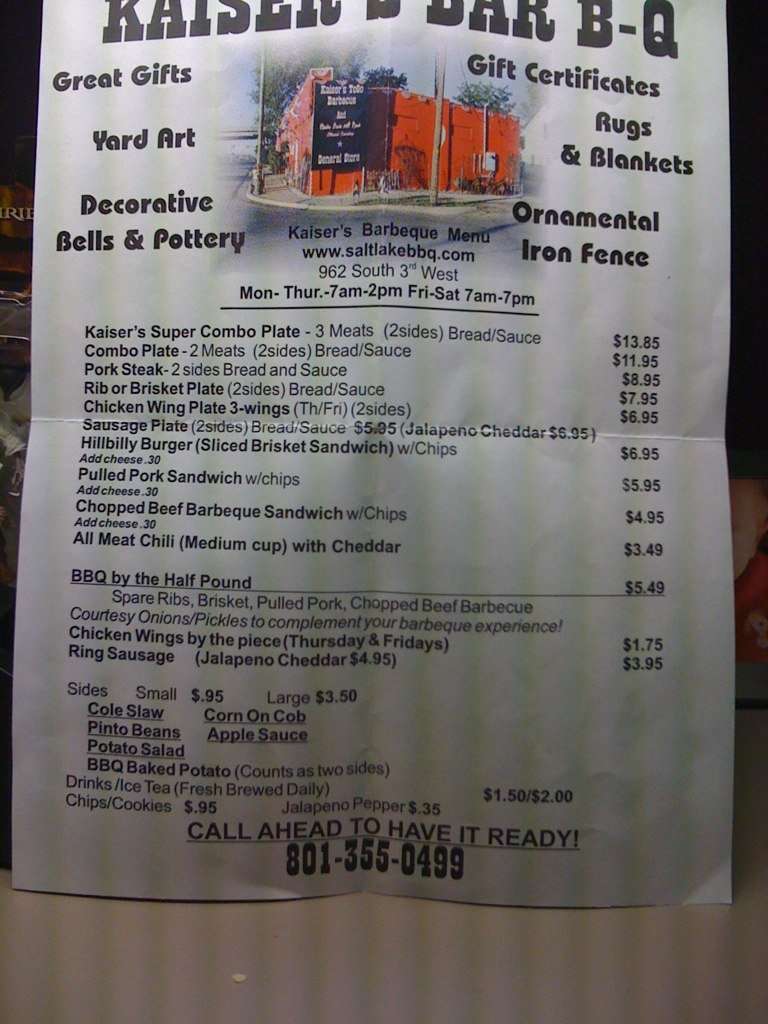 KAISER'S BAR B-Q
Great Gifts
Gift Certificates
Yard Art
Rugs
& Blankets
Decorative
Bells & Pottery
Ornamental
Iron Fence
Kaiser's ToGo
Barbecue
And
General Store
Kaiser's Barbeque Menu
www.saltlakebbq.com
962 South 3rd West
Mon- Thur.-7am-2pm Fri-Sat 7am-7pm
Kaiser's Super Combo Plate - 3 Meats (2sides) Bread/Sauce $13.85
Combo Plate - 2 Meats (2sides) Bread/Sauce $11.95
Pork Steak- 2 sides Bread and Sauce $8.95
Rib or Brisket Plate (2sides) Bread/Sauce $7.95
Chicken Wing Plate 3-wings (Th/Fri) (2sides) $6.95
Sausage Plate (2sides) Bread/Sauce $5.95 (Jalapeno Cheddar $6.95)
Hillbilly Burger (Sliced Brisket Sandwich) w/Chips $6.95
Add cheese .30
Pulled Pork Sandwich w/chips $5.95
Add cheese .30
Chopped Beef Barbeque Sandwich w/Chips $4.95
Add cheese .30
All Meat Chili (Medium cup) with Cheddar $3.49
BBQ by the Half Pound $5.49
Spare Ribs, Brisket, Pulled Pork, Chopped Beef Barbecue
Courtesy Onions/Pickles to complement your barbeque experience!
Chicken Wings by the piece (Thursday & Fridays) $1.75
Ring Sausage (Jalapeno Cheddar $4.95) $3.95
Sides Small $.95 Large $3.50
Cole Slaw Corn On Cob
Pinto Beans Apple Sauce
Potato Salad
BBQ Baked Potato (Counts as two sides)
Drinks /Ice Tea (Fresh Brewed Daily) $1.50/$2.00
Chips/Cookies $.95 Jalapeno Pepper $.35
CALL AHEAD TO HAVE IT READY!
801-355-0499